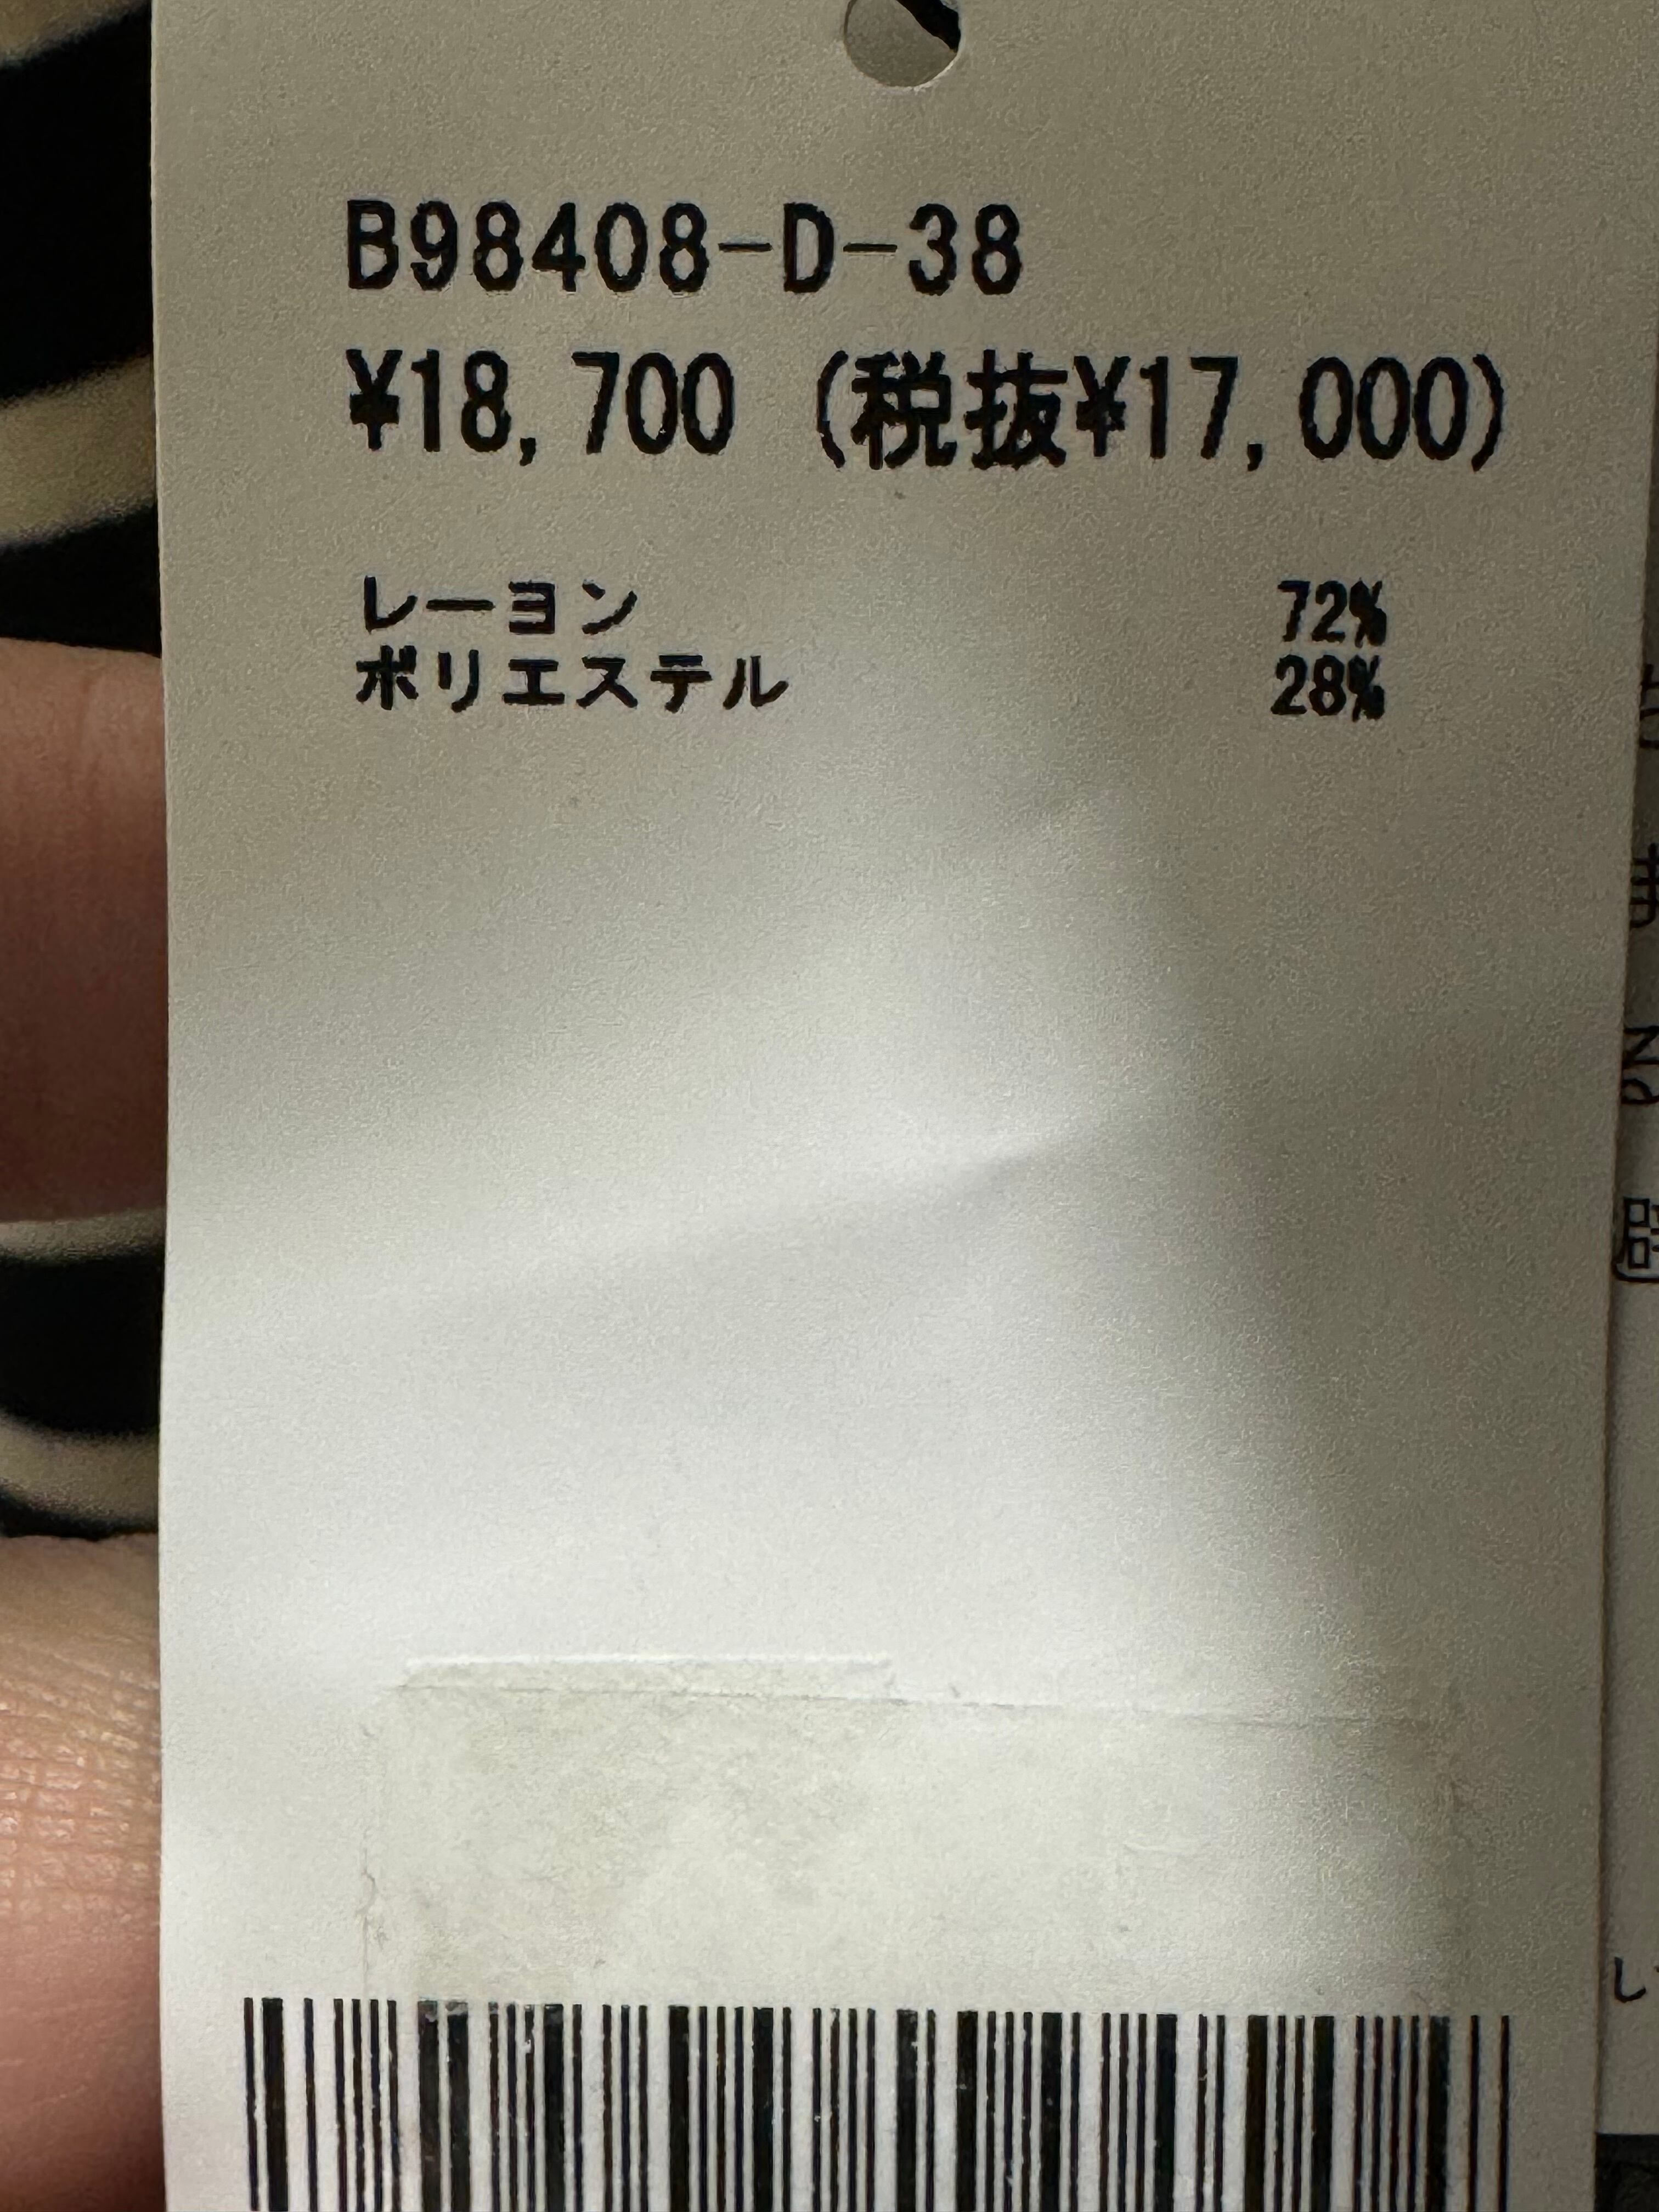 B98408-D-38
¥18,700 (税抜¥17,000)
レーヨン 72%
ポリエステル 28%